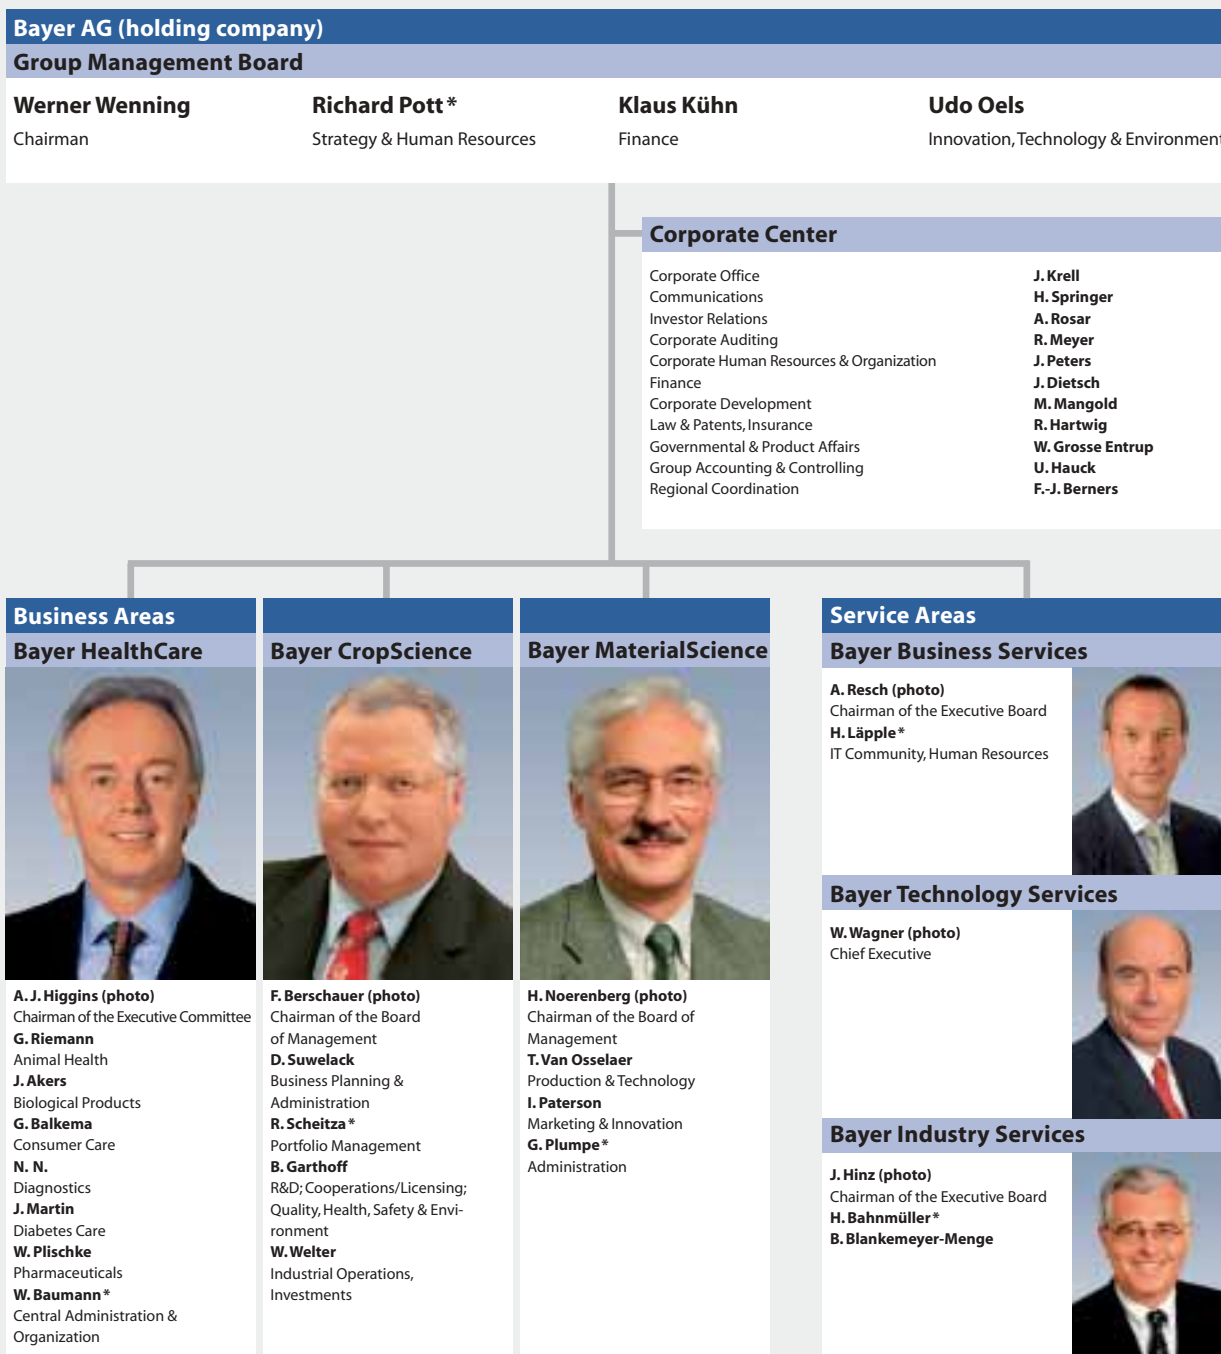 Bayer AG (holding company)
Group Management Board
Werner Wenning
Chairman
Richard Pott *
Strategy & Human Resources
Klaus Kühn
Finance
Udo Oels
Innovation, Technology & Environment
Corporate Center
Corporate Office J. Krell
Communications H. Springer
Investor Relations A. Rosar
Corporate Auditing R. Meyer
Corporate Human Resources & Organization J. Peters
Finance J. Dietsch
Corporate Development M. Mangold
Law & Patents, Insurance R. Hartwig
Governmental & Product Affairs W. Grosse Entrup
Group Accounting & Controlling U. Hauck
Regional Coordination F.-J. Berners
Business Areas
Bayer HealthCare
A. J. Higgins (photo)
Chairman of the Executive Committee
G. Riemann
Animal Health
J. Akers
Biological Products
G. Balkema
Consumer Care
N. N.
Diagnostics
J. Martin
Diabetes Care
W. Plischke
Pharmaceuticals
W. Baumann *
Central Administration &
Organization
Bayer CropScience
F. Berschauer (photo)
Chairman of the Board
of Management
D. Suwelack
Business Planning &
Administration
R. Scheitza *
Portfolio Management
B. Garthoff
R&D; Cooperations/Licensing;
Quality, Health, Safety & Envi-
ronment
W. Welter
Industrial Operations,
Investments
Bayer MaterialScience
H. Noerenberg (photo)
Chairman of the Board of
Management
T. Van Osselaer
Production & Technology
I. Paterson
Marketing & Innovation
G. Plumpe *
Administration
Service Areas
Bayer Business Services
A. Resch (photo)
Chairman of the Executive Board
H. Läpple *
IT Community, Human Resources
Bayer Technology Services
W. Wagner (photo)
Chief Executive
Bayer Industry Services
J. Hinz (photo)
Chairman of the Executive Board
H. Bahnmüller *
B. Blankemeyer-Menge